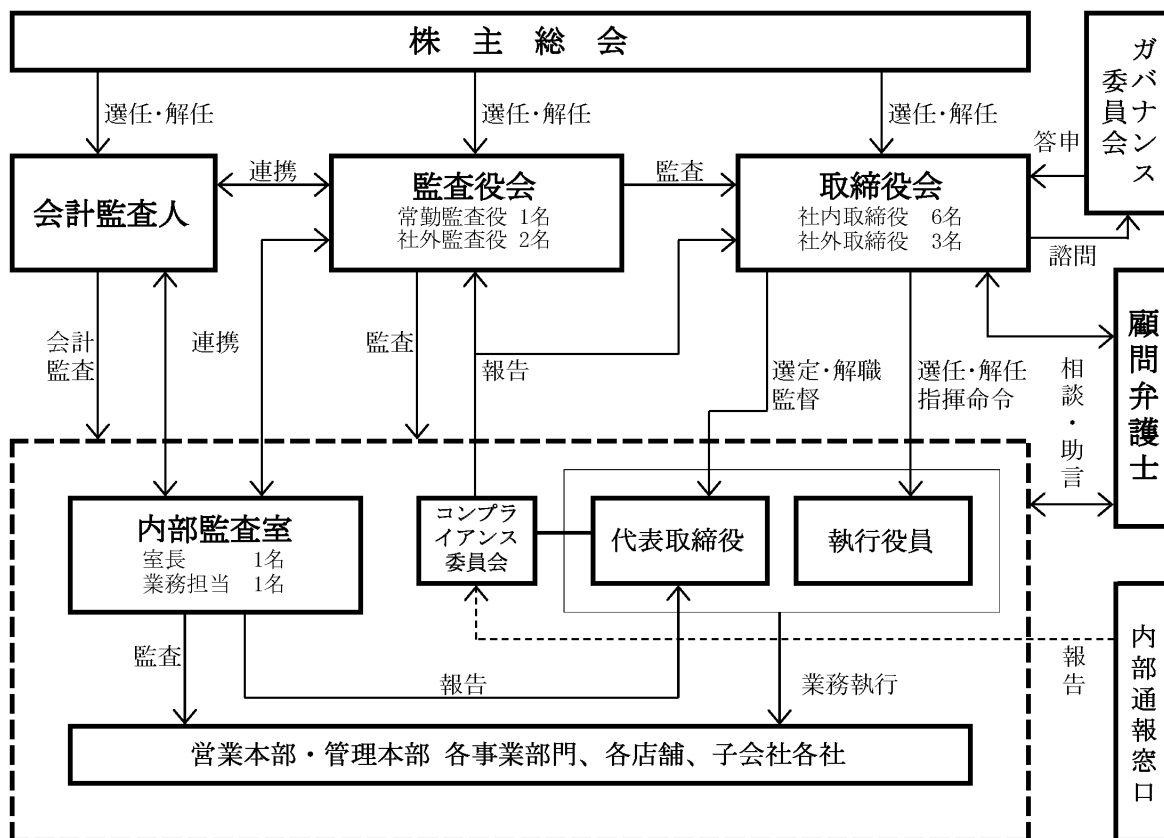 株 主 総 会
ガバナンス
委員会
選任・解任
選任・解任
選任・解任
答申
会計監査人
連携
監査役会
常勤監査役 1名
社外監査役 2名
監査
取締役会
社内取締役 6名
社外取締役 3名
諮問
会計
監査
連携
監査
報告
選定・解職
監督
選任・解任
指揮命令
相談・助言
顧問弁護士
内部監査室
室長 1名
業務担当 1名
コンプラ
イアンス
委員会
代表取締役
執行役員
監査
報告
業務執行
報告
内部通報窓口
営業本部・管理本部 各事業部門、各店舗、子会社各社